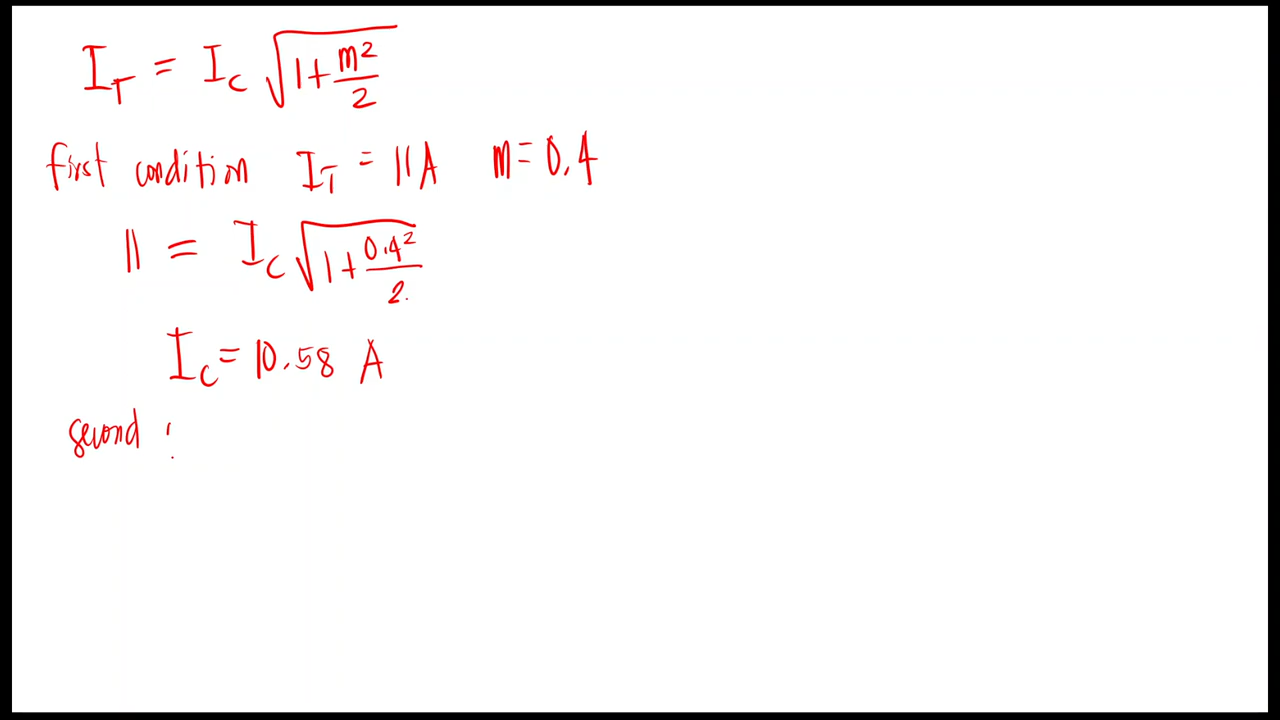 I_T = I_C √(1+m²/2)
first condition I_T = 11A m=0.4
11 = I_C √(1+0.4²/2.)
I_C = 10.58 A
second :